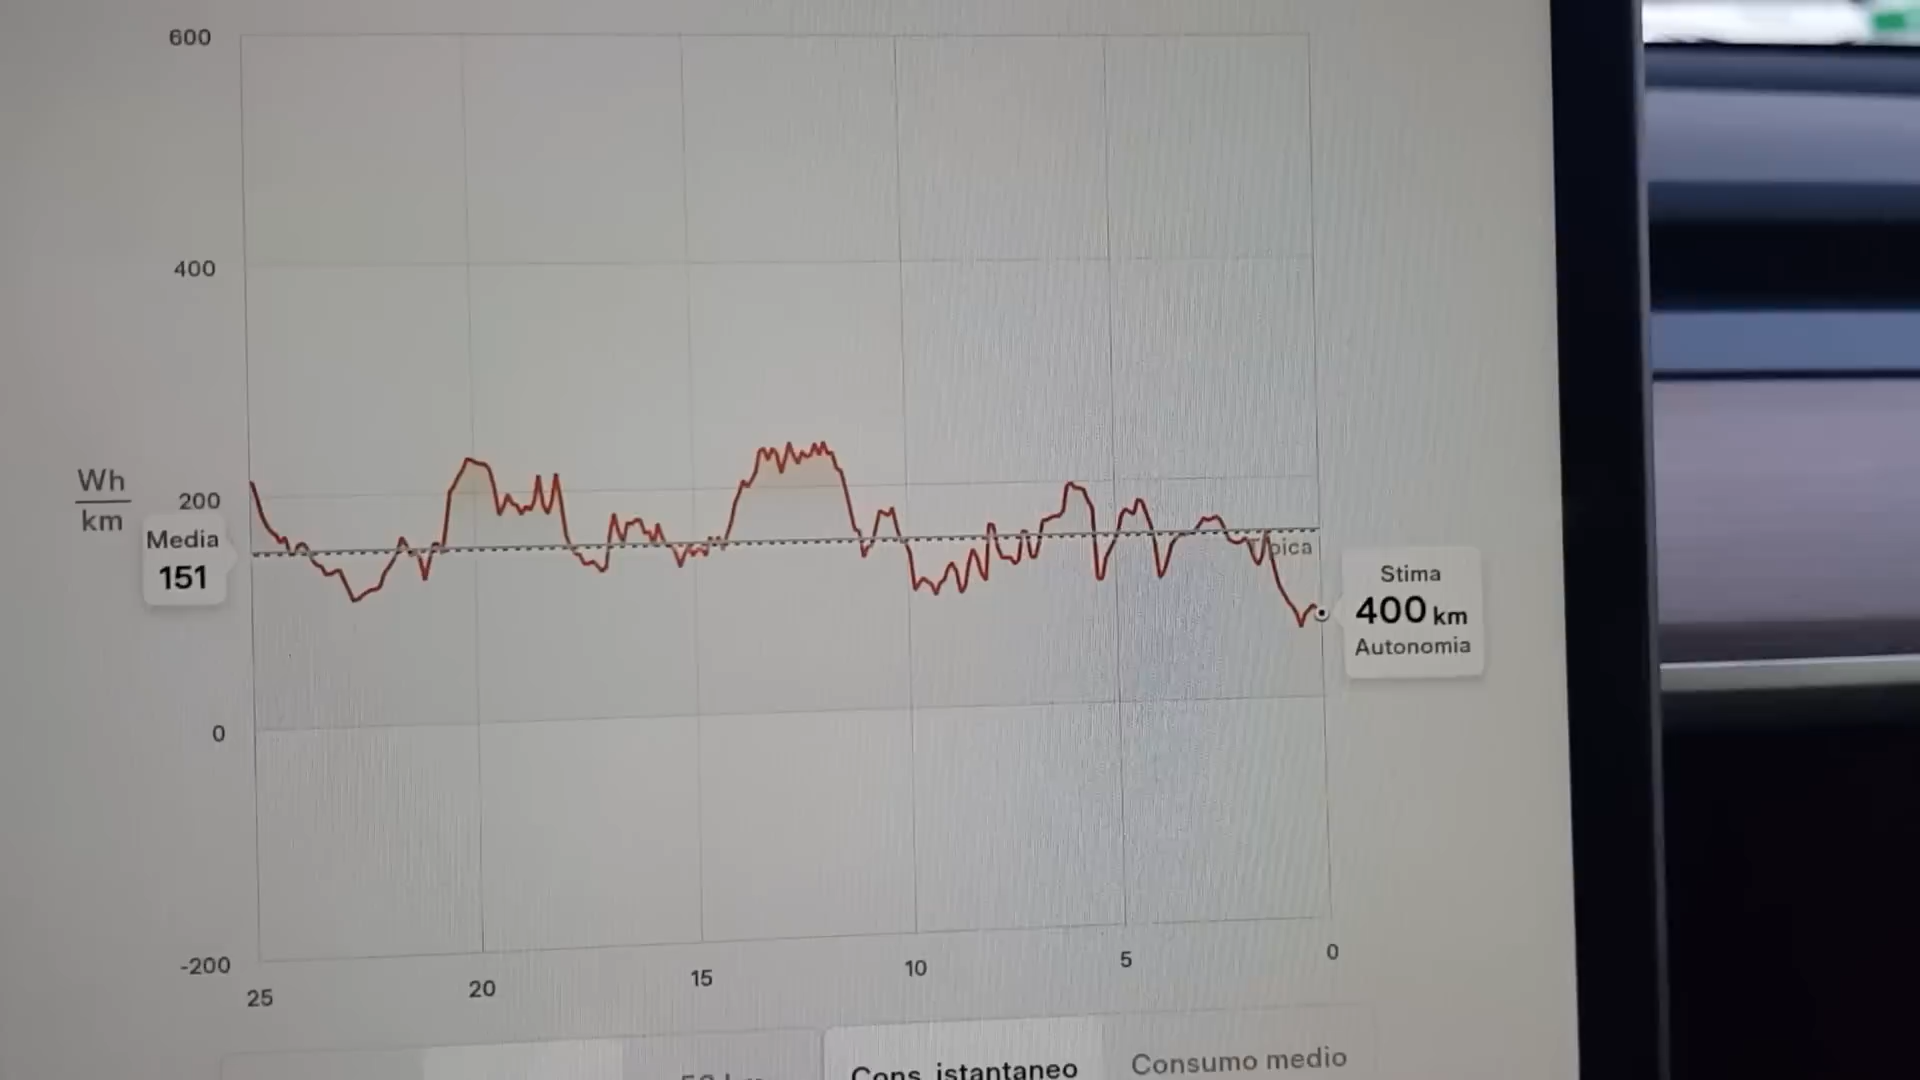 600
400
Wh
km
200
Media
151
0
-200
25
20
15
10
5
0
Stima
400 km
Autonomia
Cons. istantaneo
Consumo medio